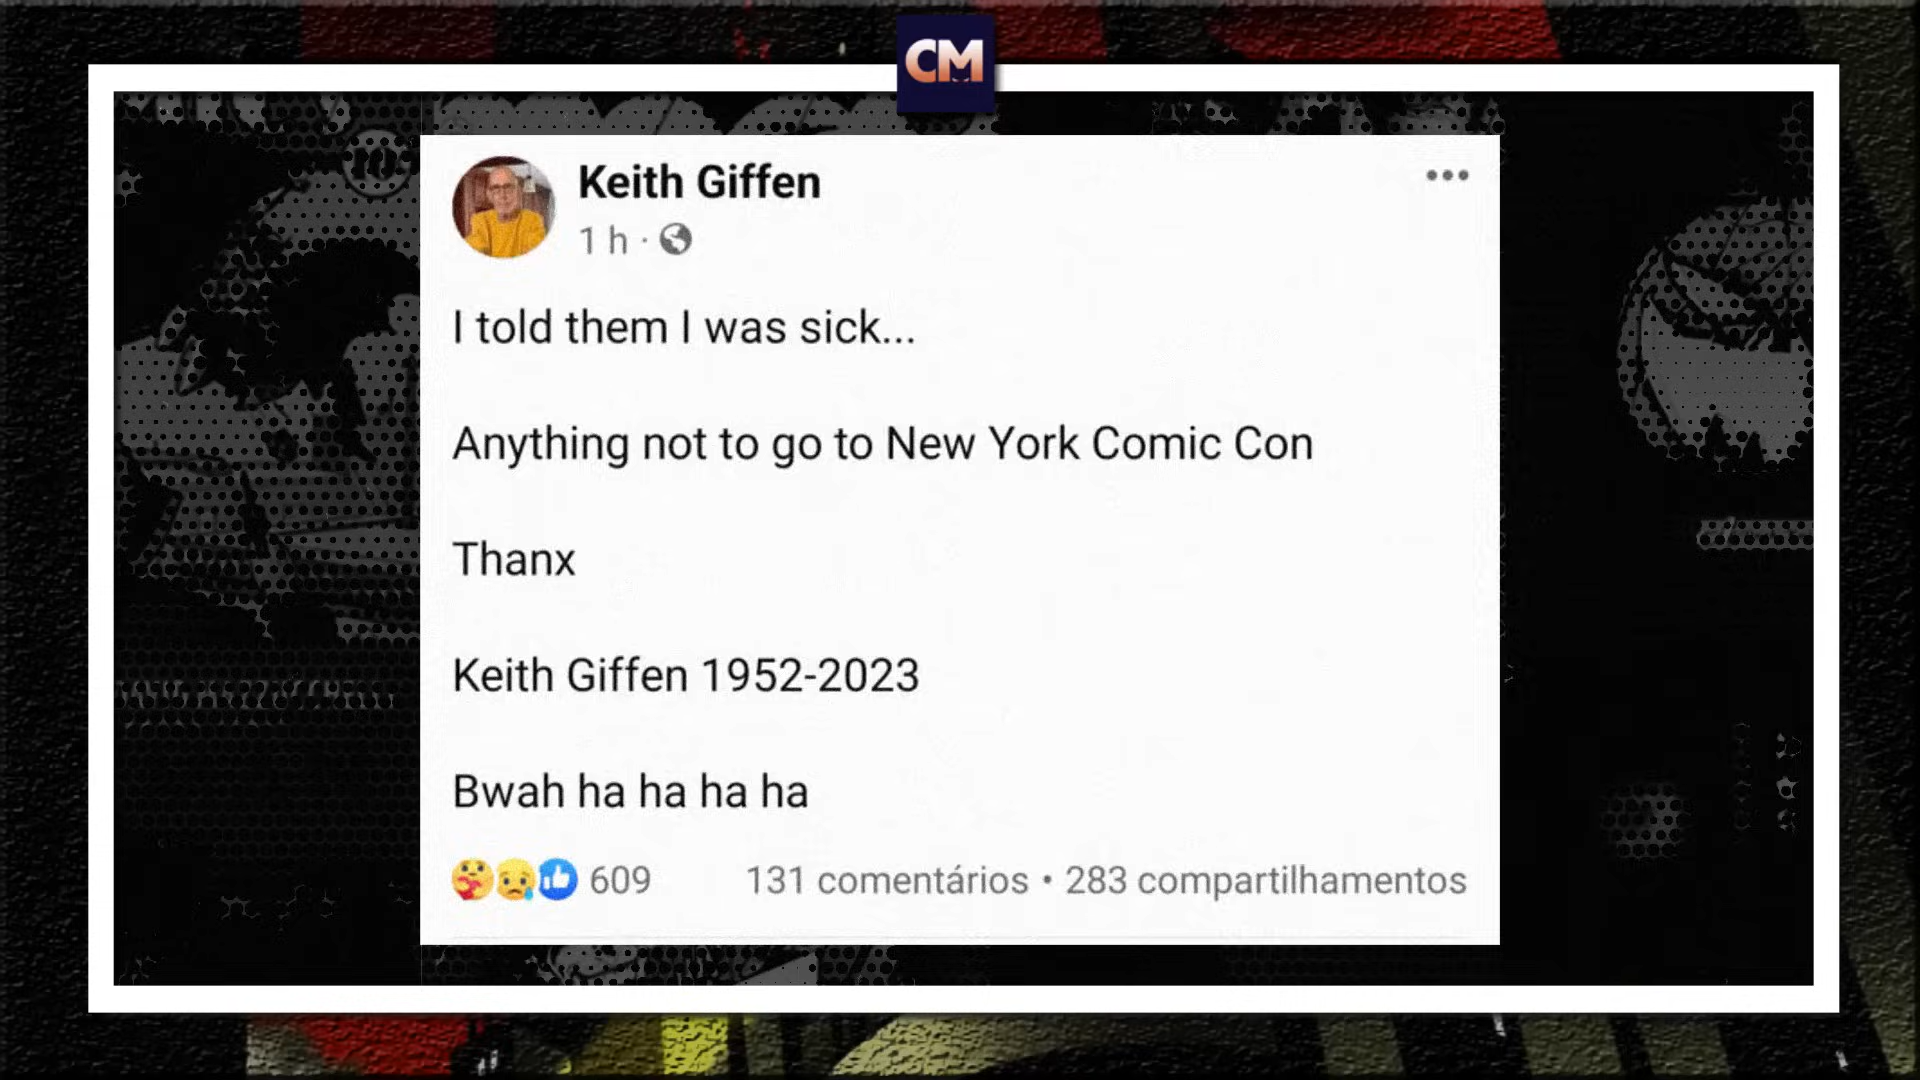 CM
Keith Giffen
1 h ·
I told them I was sick...
Anything not to go to New York Comic Con
Thanx
Keith Giffen 1952-2023
Bwah ha ha ha ha
609 131 comentários • 283 compartilhamentos